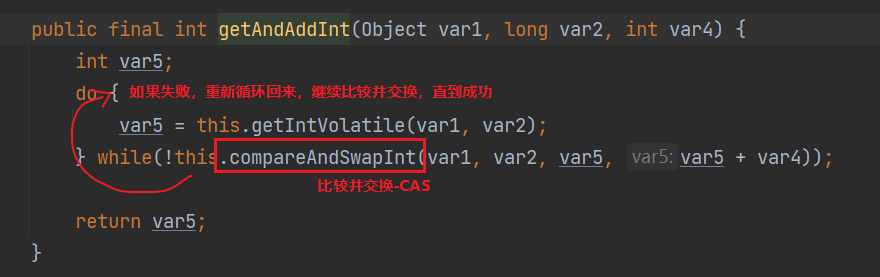 public final int getAndAddInt(Object var1, long var2, int var4) {
int var5;
do { 如果失败，重新循环回来，继续比较并交换，直到成功
var5 = this.getIntVolatile(var1, var2);
} while(!this.compareAndSwapInt(var1, var2, var5, var5: var5 + var4));
比较并交换-CAS
return var5;
}